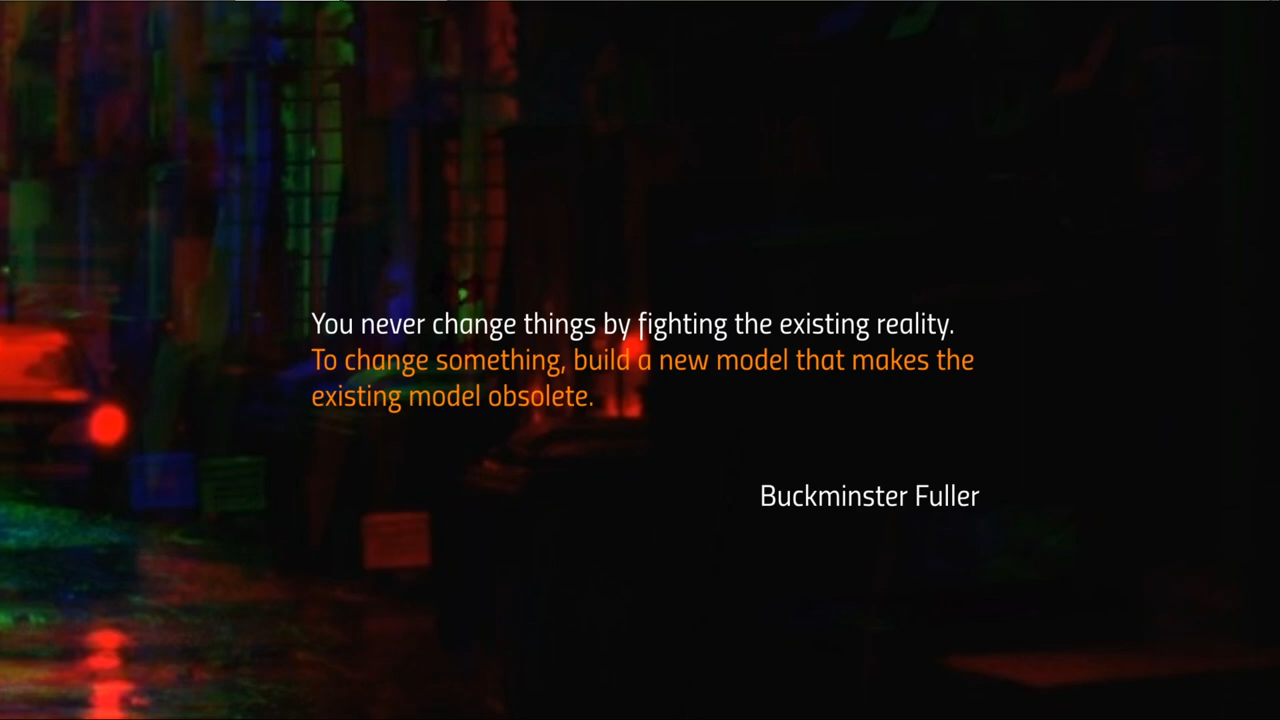 You never change things by fighting the existing reality.
To change something, build a new model that makes the
existing model obsolete.
Buckminster Fuller